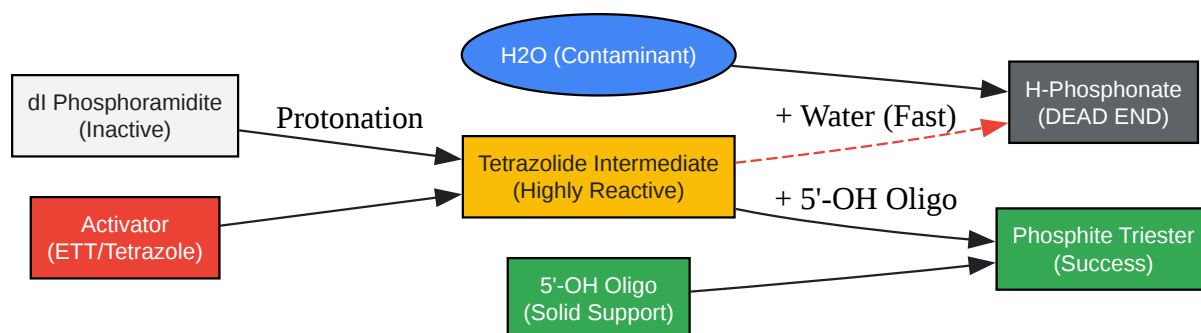 H2O (Contaminant)
dI Phosphoramidite
(Inactive)
Protonation
H-Phosphonate
(DEAD END)
+ Water (Fast)
Tetrazolide Intermediate
(Highly Reactive)
+ 5'-OH Oligo
Activator
(ETT/Tetrazole)
Phosphite Triester
(Success)
5'-OH Oligo
(Solid Support)